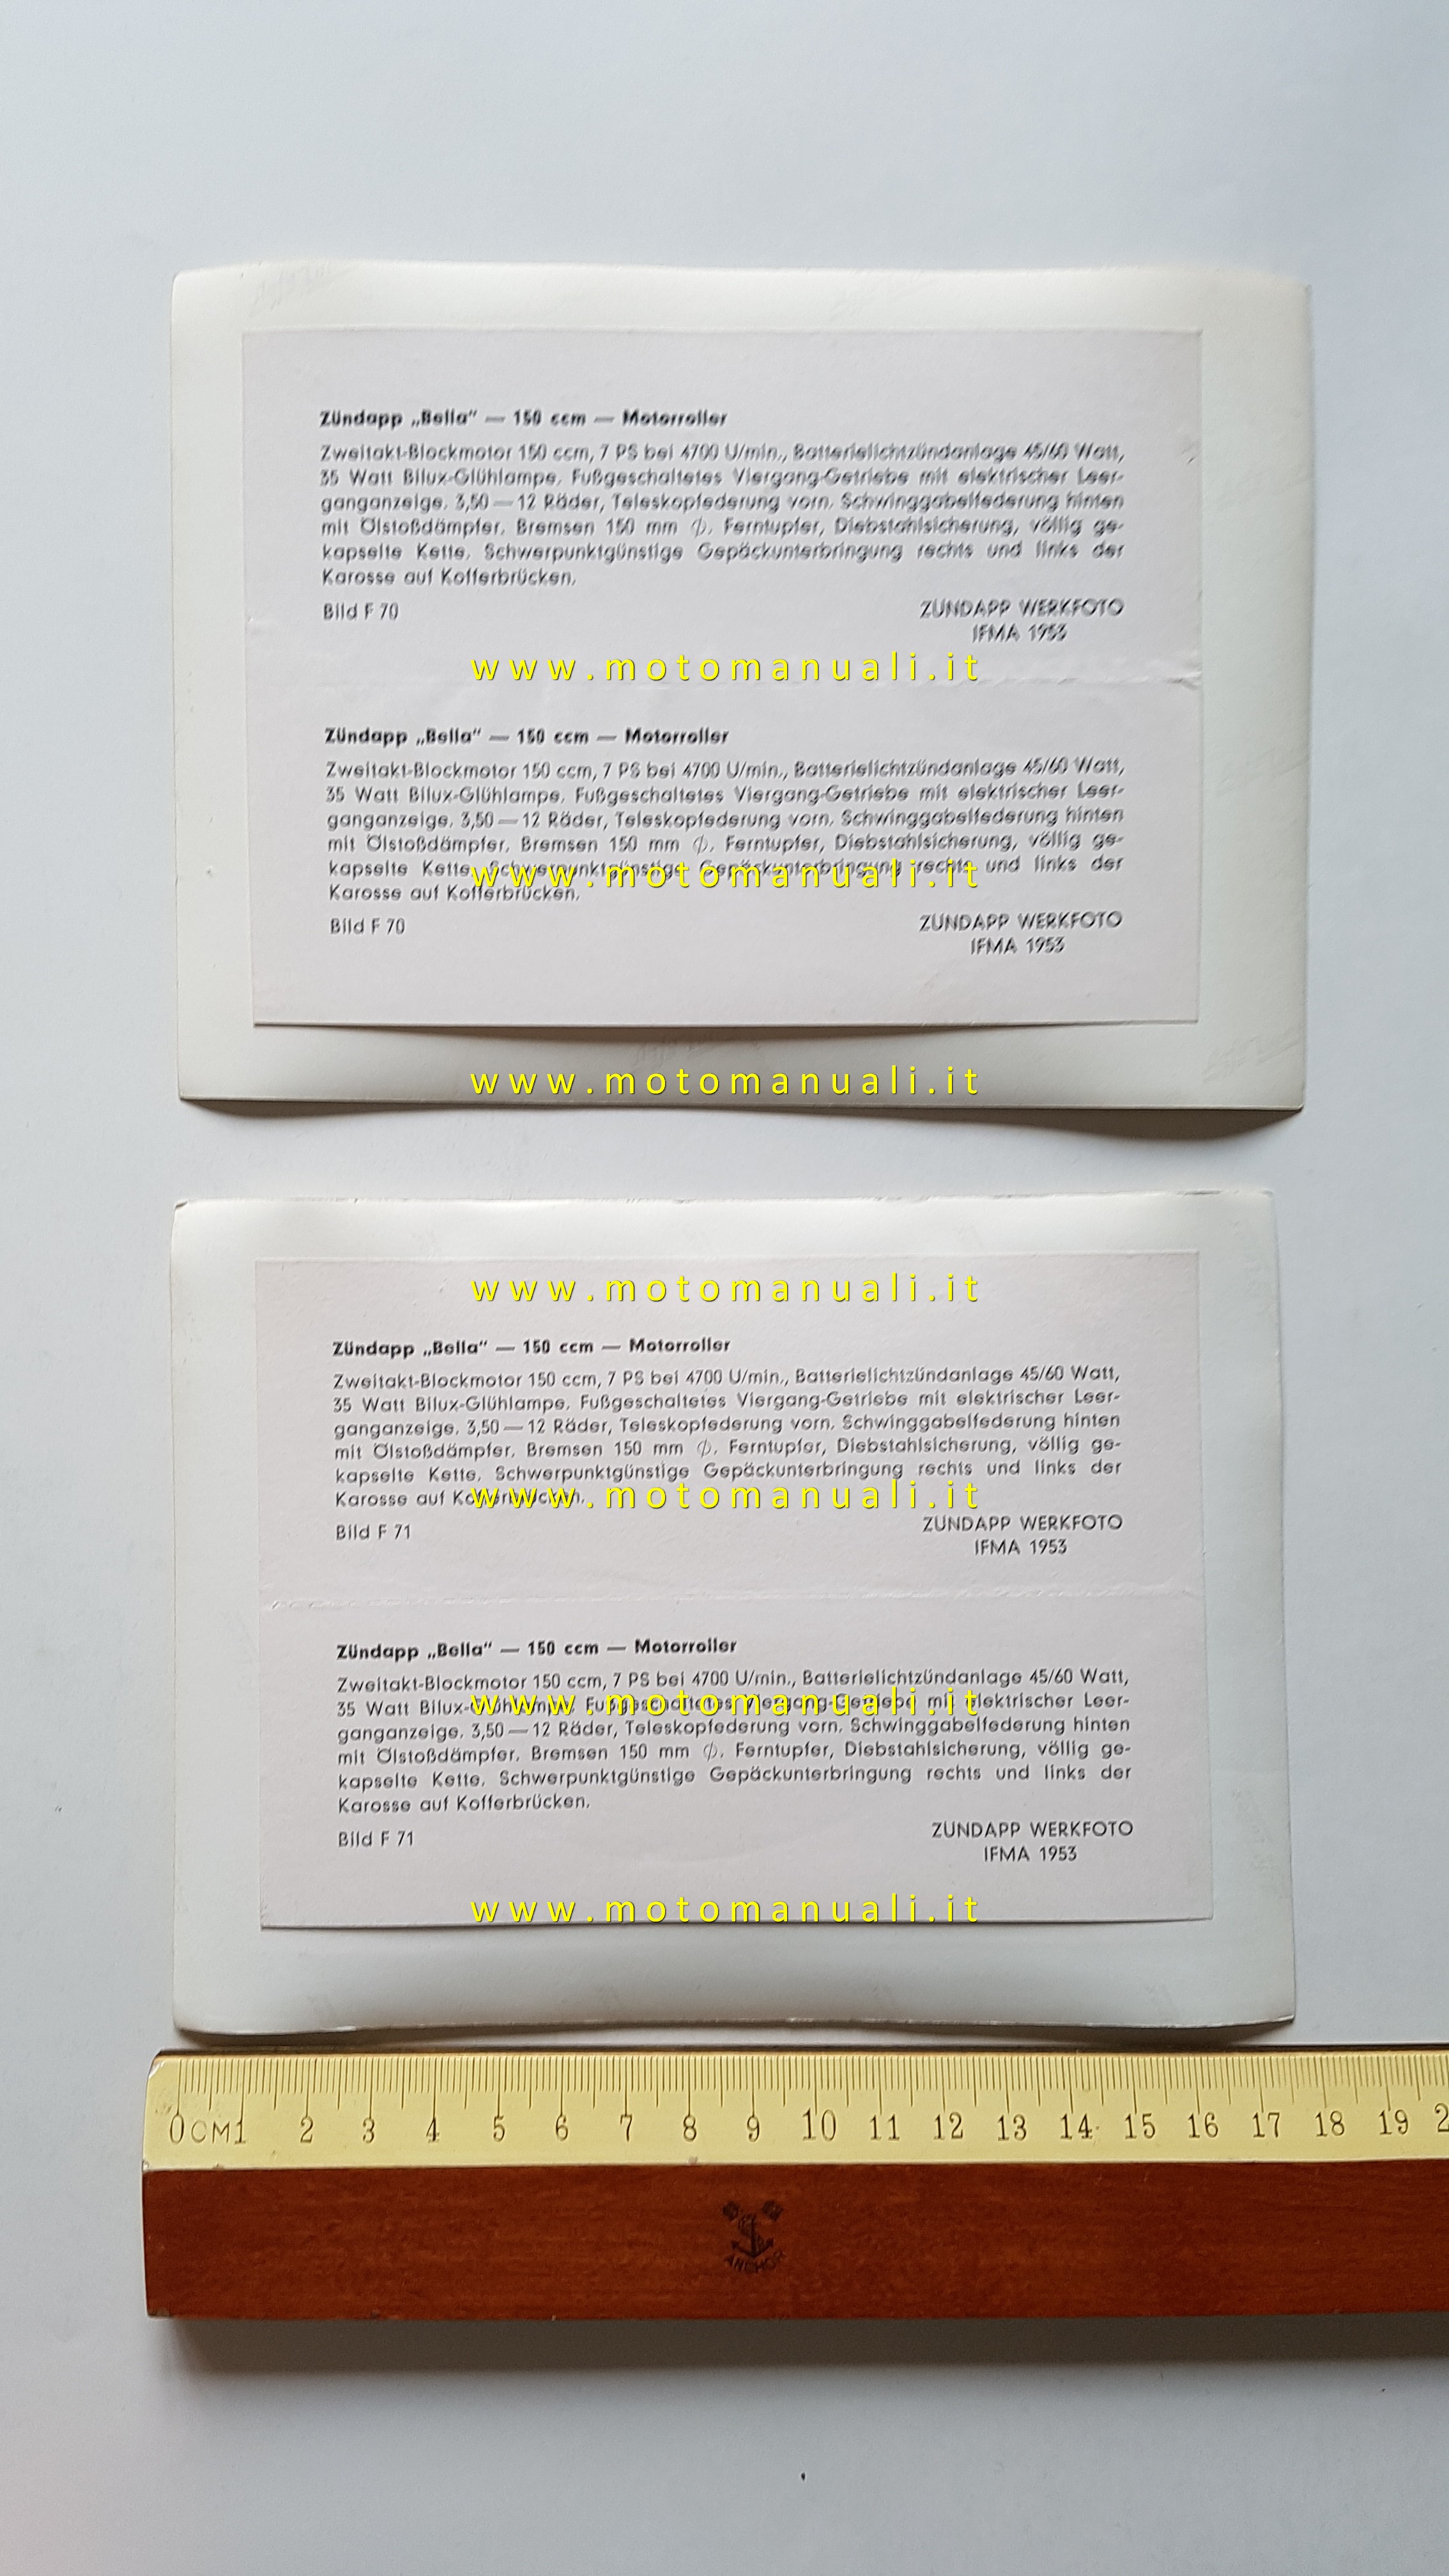 Zündapp „Bella“ — 150 ccm — Motorroller
Zweitakt-Blockmotor 150 ccm, 7 PS bei 4700 U/min., Batterielichtzündanlage 45/60 Watt,
35 Watt Bilux-Glühlampe. Fußgeschaltetes Viergang-Getriebe mit elektrischer Leer-
ganganzeige. 3,50 — 12 Räder, Teleskopfederung vorn. Schwinggabelfederung hinten
mit Ölstoßdämpfer. Bremsen 150 mm ∅. Ferntupfer, Diebstahlsicherung, völlig ge-
kapselte Kette. Schwerpunktgünstige Gepäckunterbringung rechts und links der
Karosse auf Kofferbrücken.
Bild F 70
ZÜNDAPP WERKFOTO
IFMA 1953
www.motomanuali.it
Zündapp „Bella“ — 150 ccm — Motorroller
Zweitakt-Blockmotor 150 ccm, 7 PS bei 4700 U/min., Batterielichtzündanlage 45/60 Watt,
35 Watt Bilux-Glühlampe. Fußgeschaltetes Viergang-Getriebe mit elektrischer Leer-
ganganzeige. 3,50 — 12 Räder, Teleskopfederung vorn. Schwinggabelfederung hinten
mit Ölstoßdämpfer. Bremsen 150 mm ∅. Ferntupfer, Diebstahlsicherung, völlig ge-
kapselte Kette. Schwerpunktgünstige Gepäckunterbringung rechts und links der
www.motomanuali.it
Karosse auf Kofferbrücken.
Bild F 70
ZÜNDAPP WERKFOTO
IFMA 1953
www.motomanuali.it
www.motomanuali.it
Zündapp „Bella“ — 150 ccm — Motorroller
Zweitakt-Blockmotor 150 ccm, 7 PS bei 4700 U/min., Batterielichtzündanlage 45/60 Watt,
35 Watt Bilux-Glühlampe. Fußgeschaltetes Viergang-Getriebe mit elektrischer Leer-
ganganzeige. 3,50 — 12 Räder, Teleskopfederung vorn. Schwinggabelfederung hinten
mit Ölstoßdämpfer. Bremsen 150 mm ∅. Ferntupfer, Diebstahlsicherung, völlig ge-
kapselte Kette. Schwerpunktgünstige Gepäckunterbringung rechts und links der
Karosse auf Kofferbrücken.
www.motomanuali.it
Bild F 71
ZÜNDAPP WERKFOTO
IFMA 1953
Zündapp „Bella“ — 150 ccm — Motorroller
Zweitakt-Blockmotor 150 ccm, 7 PS bei 4700 U/min., Batterielichtzündanlage 45/60 Watt,
35 Watt Bilux-Glühlampe. Fußgeschaltetes Viergang-Getriebe mit elektrischer Leer-
www.motomanuali.it
ganganzeige. 3,50 — 12 Räder, Teleskopfederung vorn. Schwinggabelfederung hinten
mit Ölstoßdämpfer. Bremsen 150 mm ∅. Ferntupfer, Diebstahlsicherung, völlig ge-
kapselte Kette. Schwerpunktgünstige Gepäckunterbringung rechts und links der
Karosse auf Kofferbrücken.
Bild F 71
ZÜNDAPP WERKFOTO
IFMA 1953
www.motomanuali.it
0 CM 1 2 3 4 5 6 7 8 9 10 11 12 13 14 15 16 17 18 19 2
ANCHOR